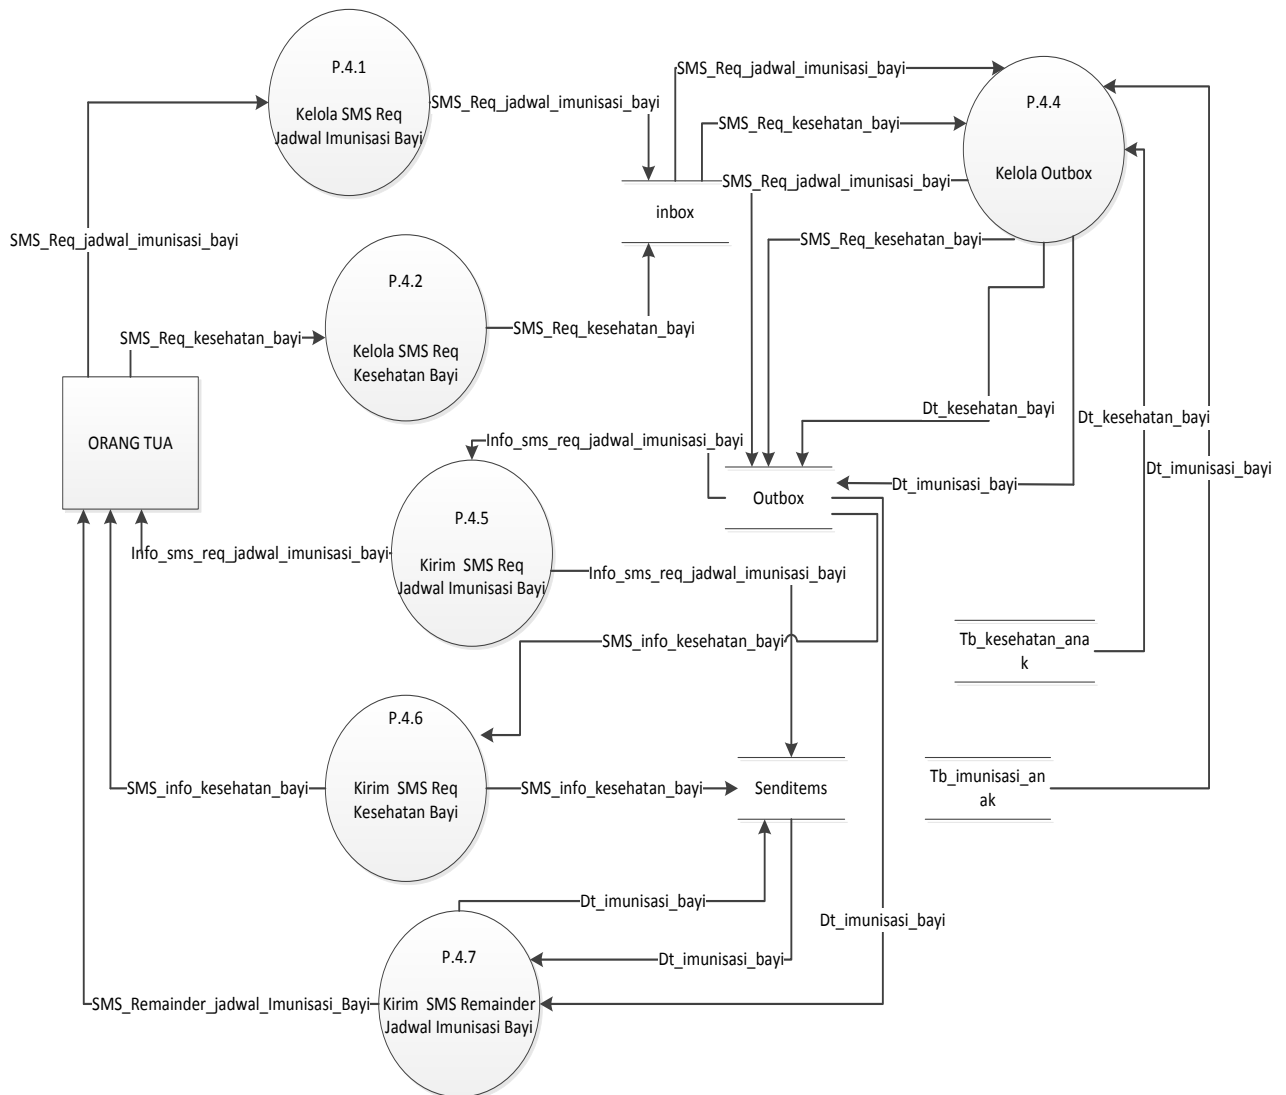 P.4.1
Kelola SMS Req
Jadwal Imunisasi Bayi
SMS_Req_jadwal_imunisasi_bayi
SMS_Req_jadwal_imunisasi_bayi
P.4.4
Kelola Outbox
SMS_Req_kesehatan_bayi
SMS_Req_jadwal_imunisasi_bayi
inbox
SMS_Req_jadwal_imunisasi_bayi
SMS_Req_kesehatan_bayi
P.4.2
Kelola SMS Req
Kesehatan Bayi
SMS_Req_kesehatan_bayi
SMS_Req_kesehatan_bayi
ORANG TUA
Dt_kesehatan_bayi
Dt_kesehatan_bayi
Dt_imunisasi_bayi
Info_sms_req_jadwal_imunisasi_bayi
Dt_imunisasi_bayi
Outbox
P.4.5
Kirim  SMS Req
Jadwal Imunisasi Bayi
Info_sms_req_jadwal_imunisasi_bayi
Info_sms_req_jadwal_imunisasi_bayi
SMS_info_kesehatan_bayi
Tb_kesehatan_ana
k
P.4.6
Kirim  SMS Req
Kesehatan Bayi
SMS_info_kesehatan_bayi
SMS_info_kesehatan_bayi
Senditems
Tb_imunisasi_an
ak
Dt_imunisasi_bayi
Dt_imunisasi_bayi
Dt_imunisasi_bayi
P.4.7
Kirim  SMS Remainder
Jadwal Imunisasi Bayi
SMS_Remainder_jadwal_Imunisasi_Bayi